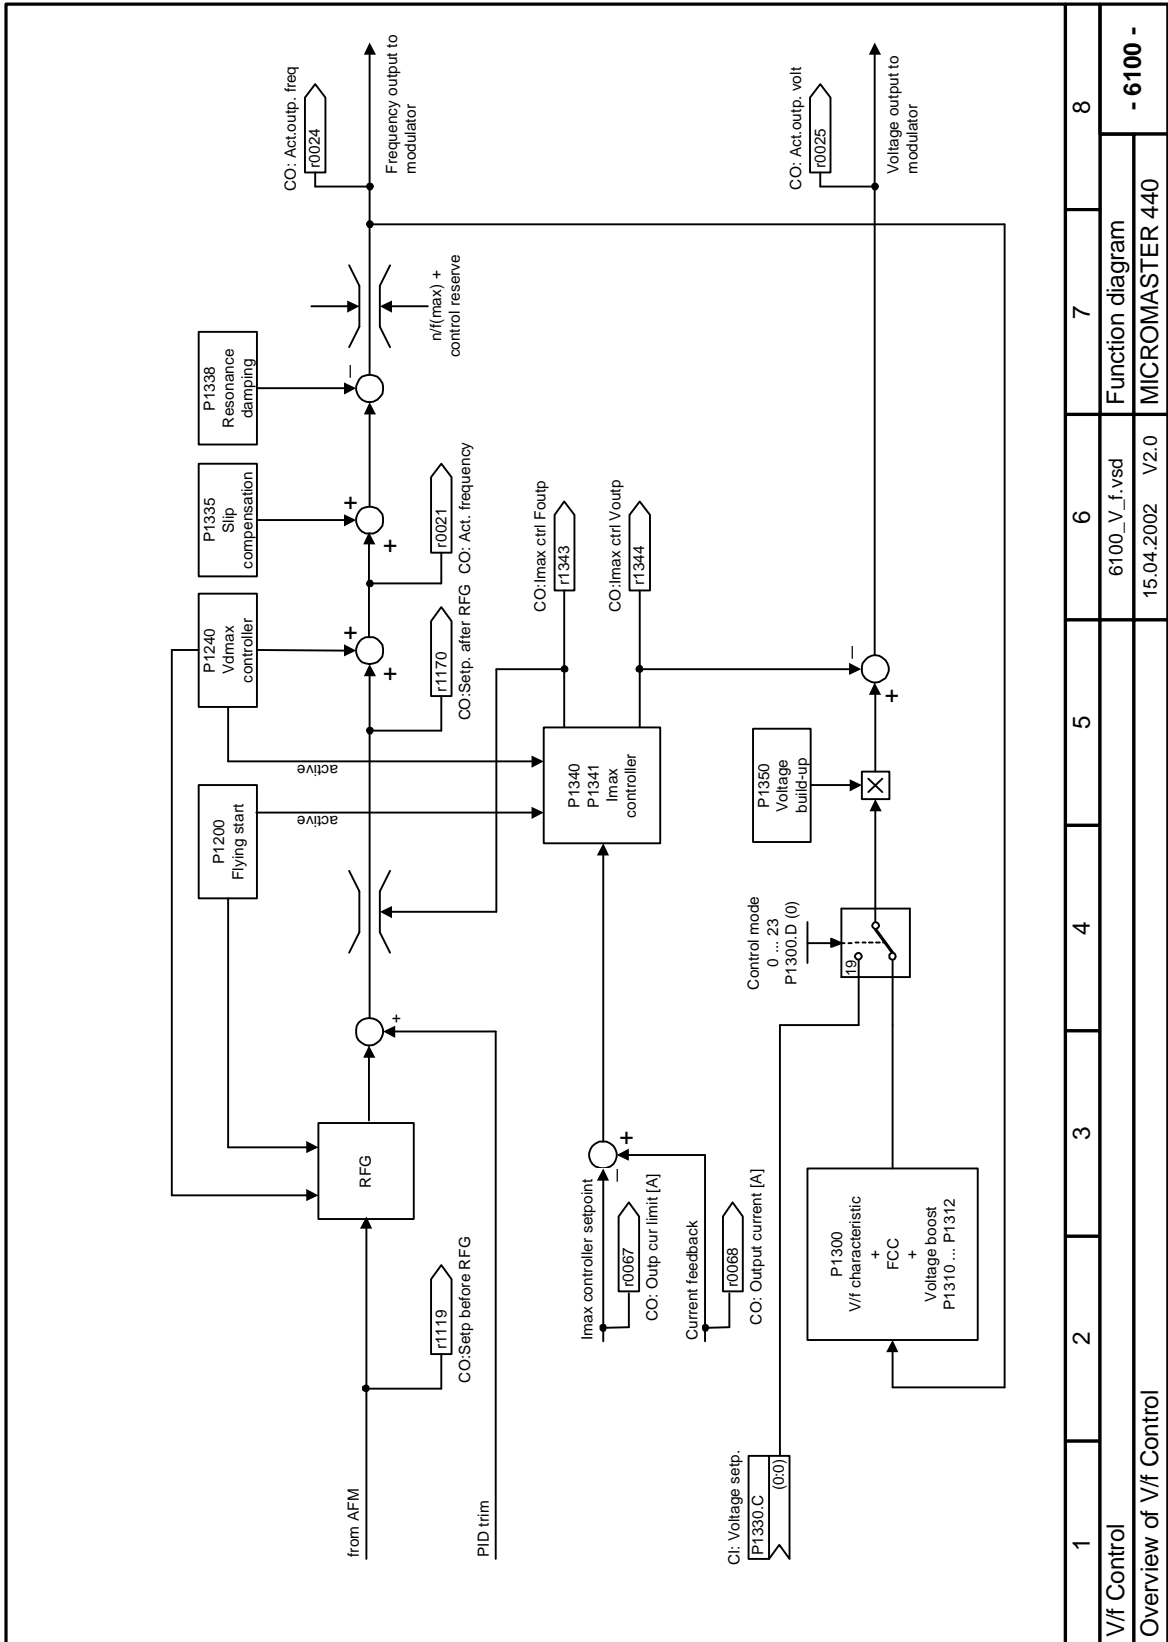 from AFM
PID trim
r1119
CO:Setp before RFG
RFG
+
P1200
Flying start
active
P1240
Vdmax
controller
active
+
+
r1170
CO:Setp. after RFG
r0021
CO: Act. frequency
P1335
Slip
compensation
+
+
P1338
Resonance
damping
–
n/f(max) +
control reserve
CO: Act.outp. freq
r0024
Frequency output to
modulator
Imax controller setpoint
r0067
CO: Outp cur limit [A]
Current feedback
r0068
CO: Output current [A]
–
+
P1340
P1341
Imax
controller
CO:Imax ctrl Foutp
r1343
CO:Imax ctrl Voutp
r1344
CI: Voltage setp.
P1330.C
(0:0)
P1300
V/f characteristic
+
FCC
+
Voltage boost
P1310 ... P1312
Control mode
0 ... 23
P1300.D (0)
19
P1350
Voltage
build-up
–
+
CO: Act.outp. volt
r0025
Voltage output to
modulator
1
2
3
4
5
6
7
8
V/f Control
6100_V_f.vsd
Function diagram
- 6100 -
Overview of V/f Control
15.04.2002
V2.0
MICROMASTER 440